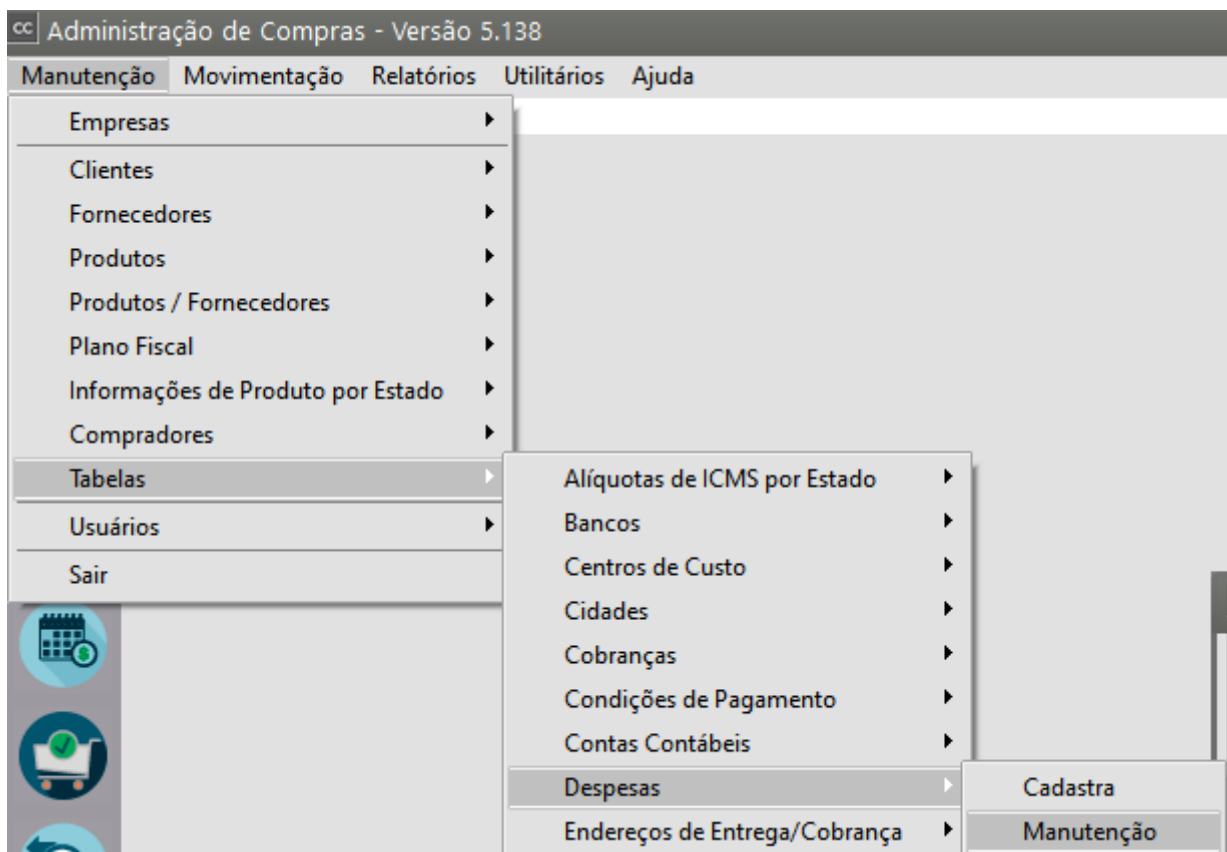 cc Administração de Compras - Versão 5.138
Manutenção Movimentação Relatórios Utilitários Ajuda
Empresas
Clientes
Fornecedores
Produtos
Produtos / Fornecedores
Plano Fiscal
Informações de Produto por Estado
Compradores
Tabelas
Usuários
Sair
Alíquotas de ICMS por Estado
Bancos
Centros de Custo
Cidades
Cobranças
Condições de Pagamento
Contas Contábeis
Despesas
Endereços de Entrega/Cobrança
Cadastra
Manutenção